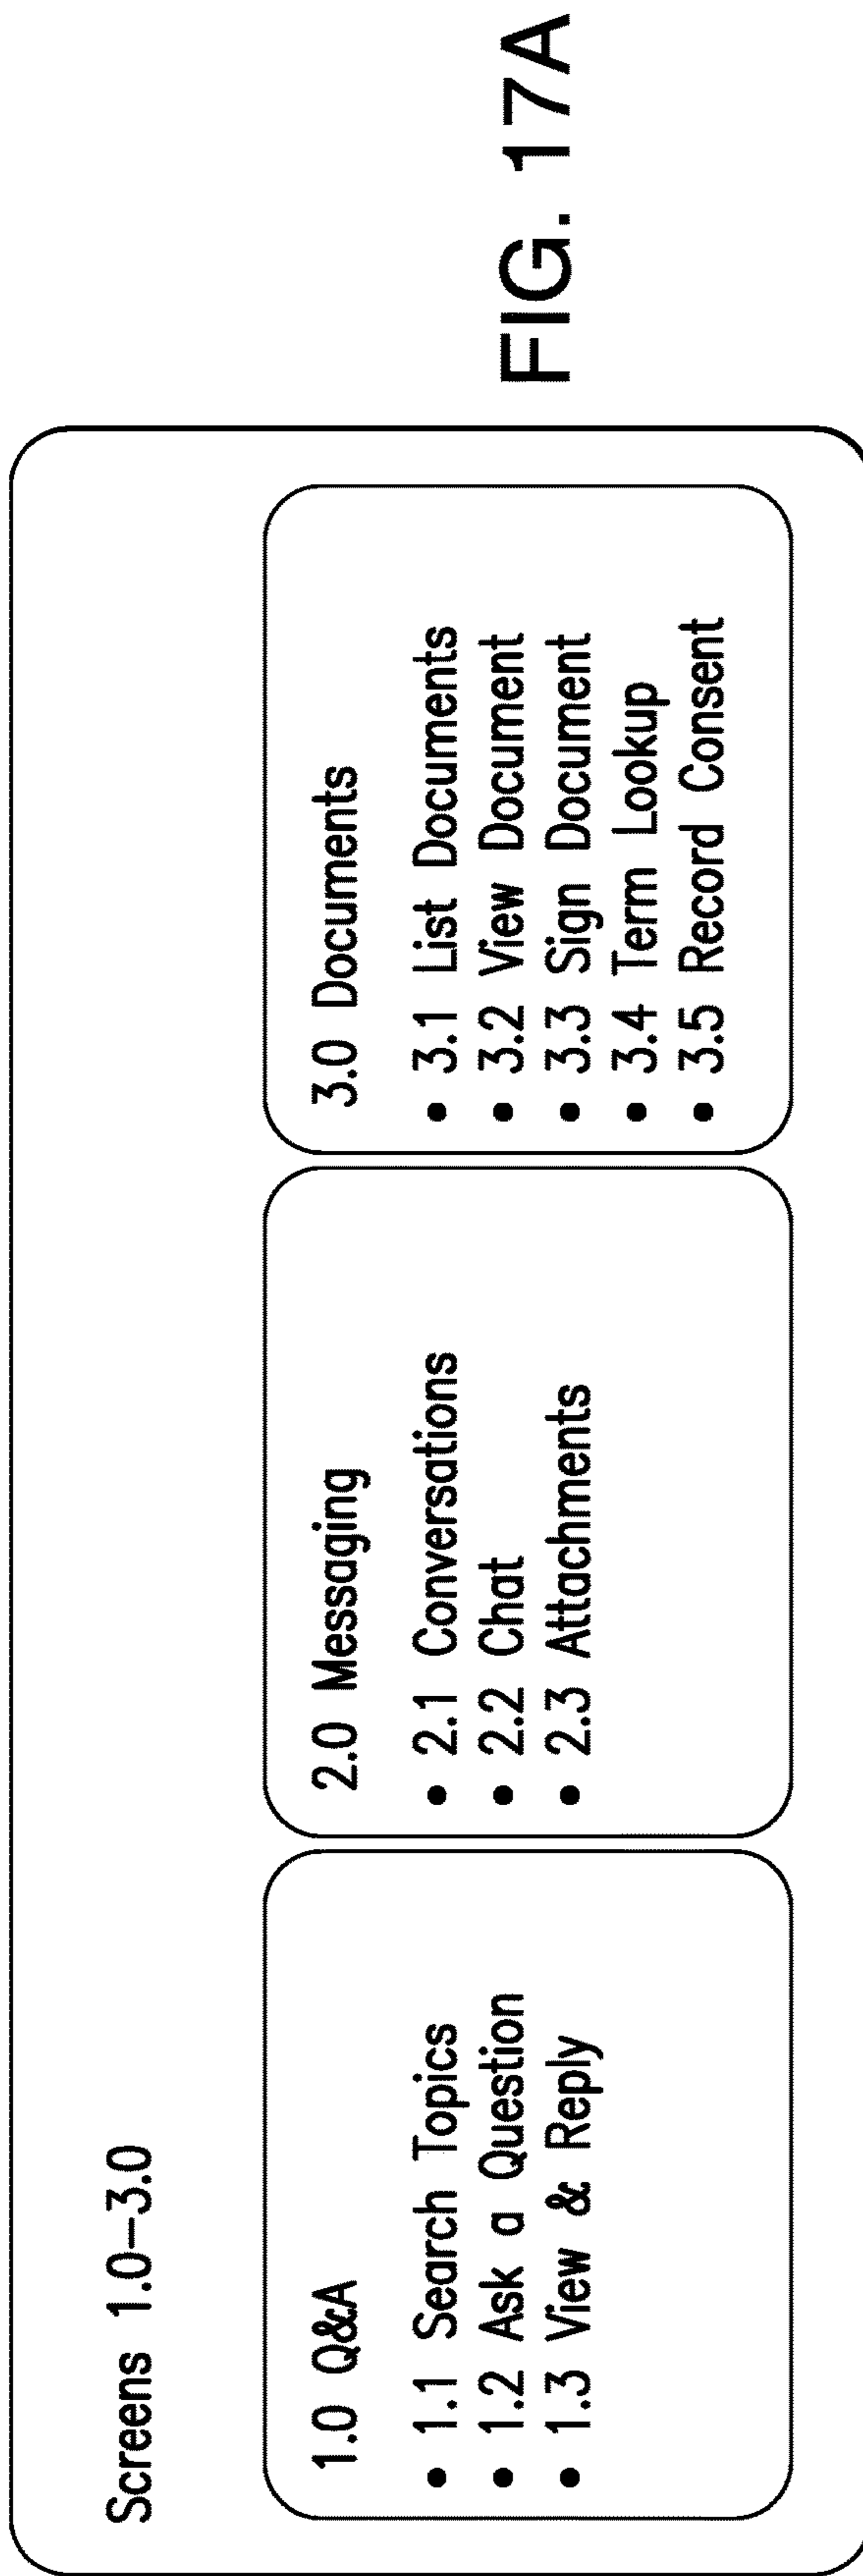 Screens 1.0–3.0
1.0 Q&A
• 1.1 Search Topics
• 1.2 Ask a Question
• 1.3 View & Reply
2.0 Messaging
• 2.1 Conversations
• 2.2 Chat
• 2.3 Attachments
3.0 Documents
• 3.1 List Documents
• 3.2 View Document
• 3.3 Sign Document
• 3.4 Term Lookup
• 3.5 Record Consent
FIG. 17A